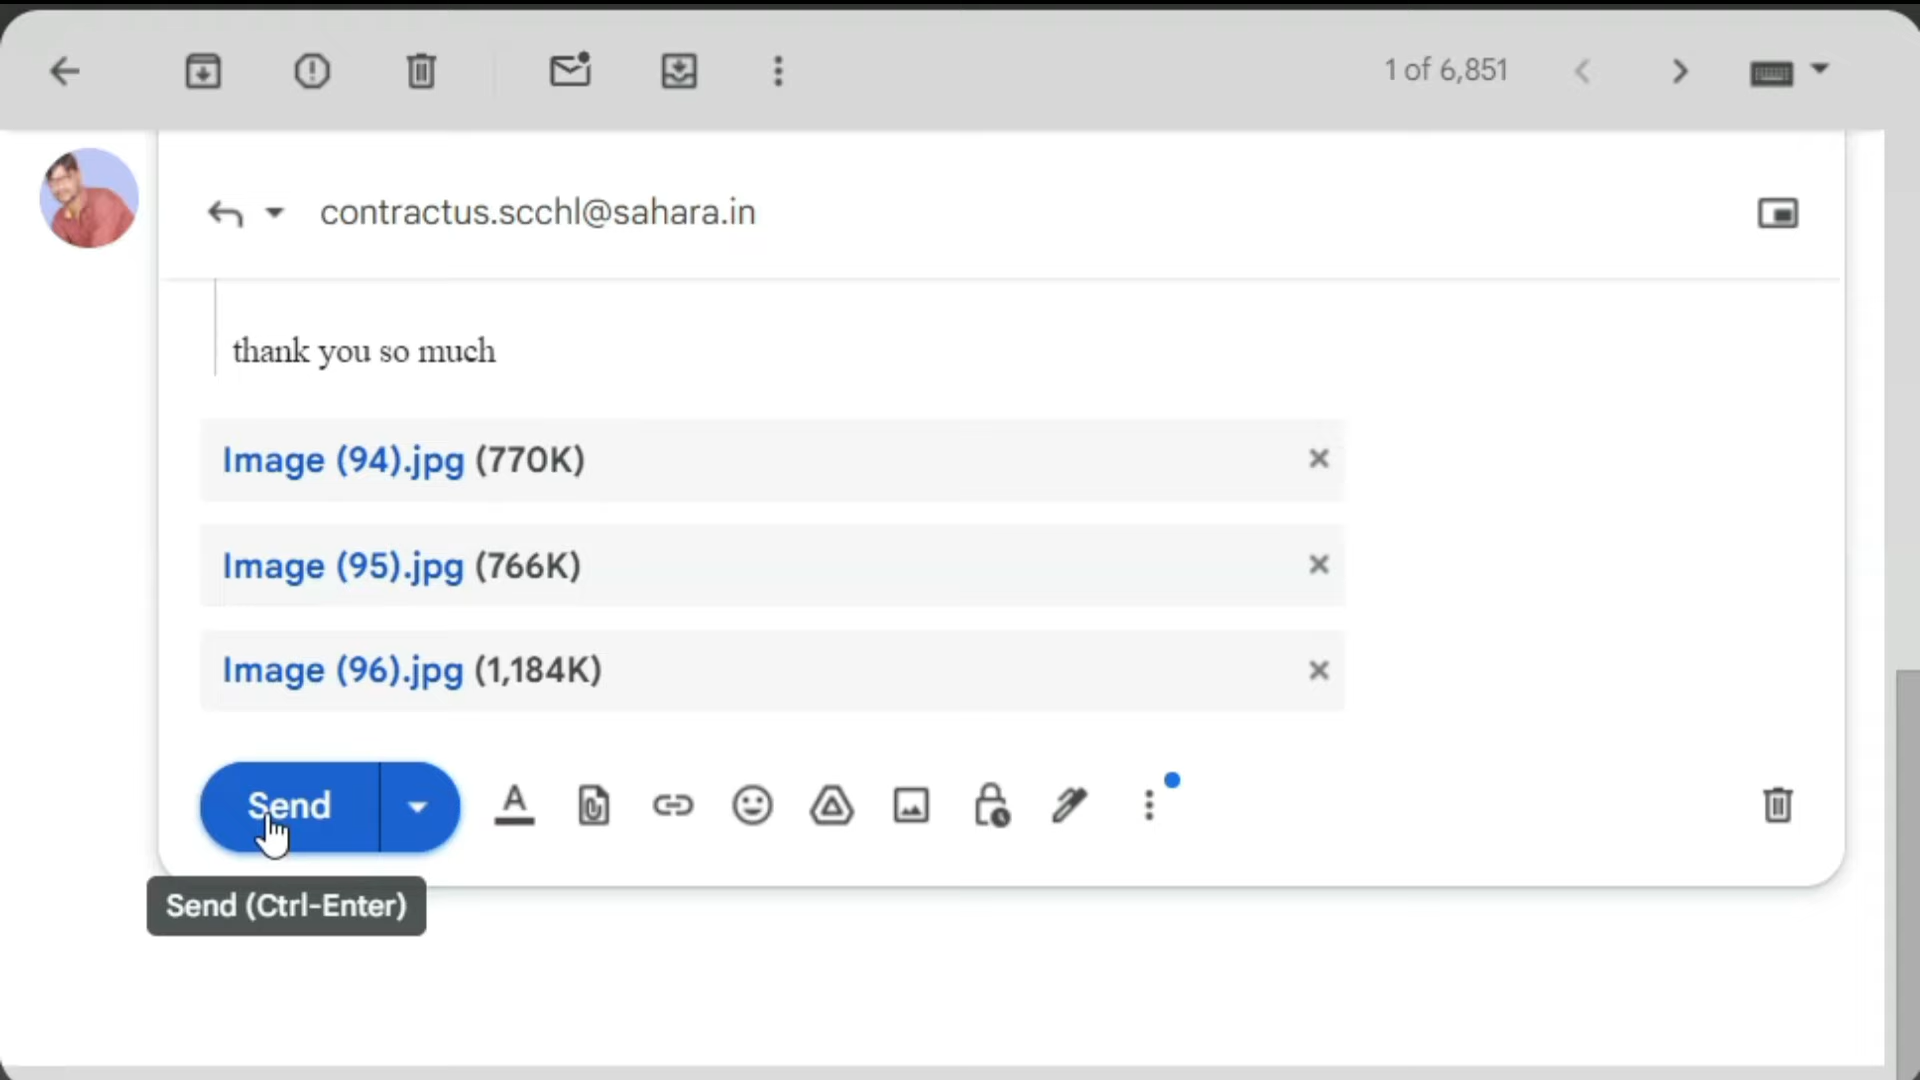 1 of 6,851
contractus.scchl@sahara.in
thank you so much
Image (94).jpg (770K)
Image (95).jpg (766K)
Image (96).jpg (1,184K)
Send
Send (Ctrl-Enter)